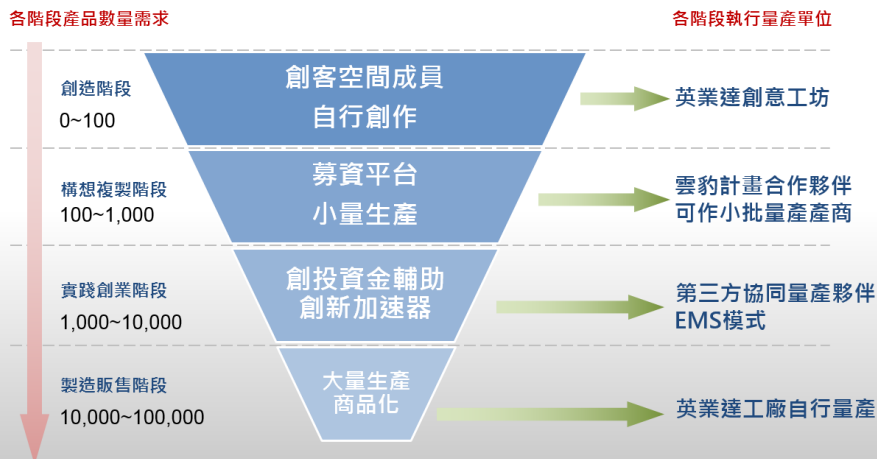 各階段產品數量需求
各階段執行量產單位
創造階段
0~100
創客空間成員
自行創作
英業達創意工坊
構想複製階段
100~1,000
募資平台
小量生產
雲豹計畫合作夥伴
可作小批量產產商
實踐創業階段
1,000~10,000
創投資金輔助
創新加速器
第三方協同量產夥伴
EMS模式
製造販售階段
10,000~100,000
大量生產
商品化
英業達工廠自行量產